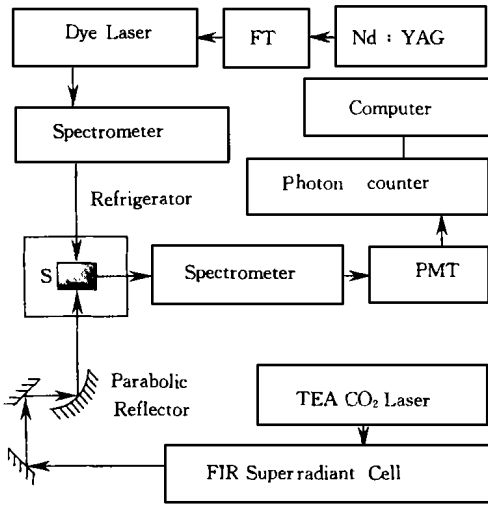 Dye Laser
FT
Nd : YAG
Computer
Spectrometer
Photon counter
Refrigerator
S
Spectrometer
PMT
Parabolic
Reflector
TEA CO₂ Laser
FIR Superradiant Cell